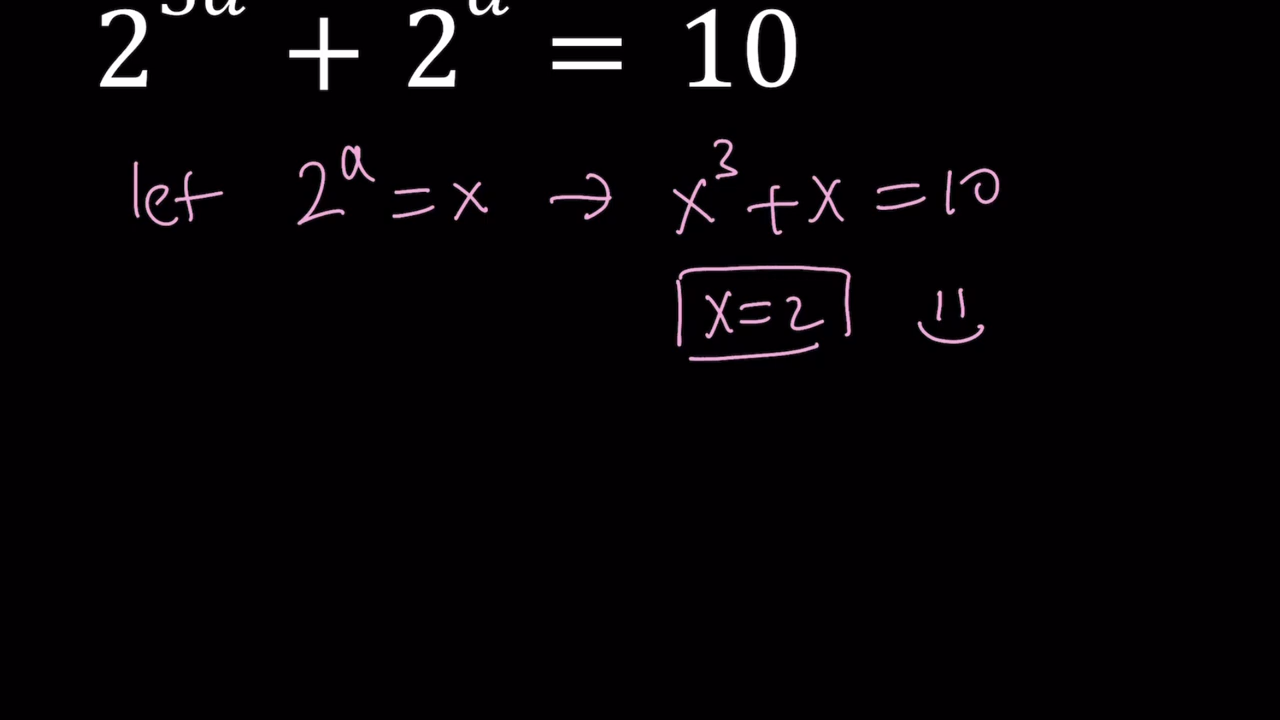 2^{3a} + 2^a = 10
let 2^a = x → x^3 + x = 10
x = 2